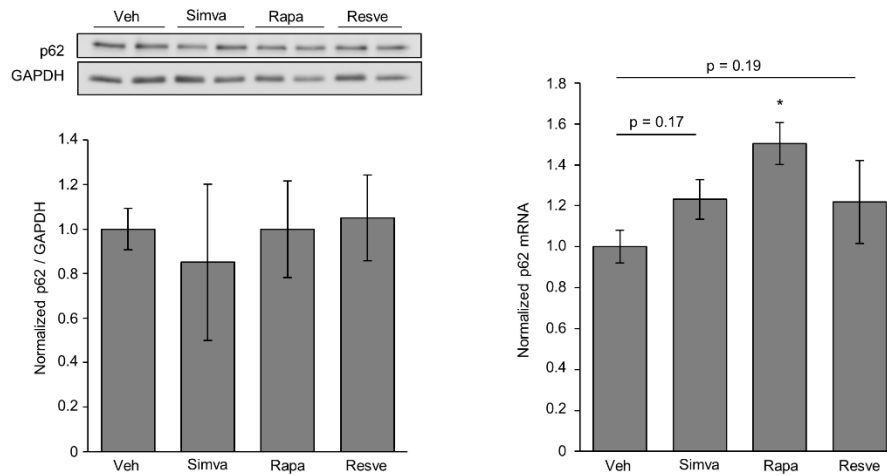 Veh Simva Rapa Resve
p62
GAPDH
Normalized p62 / GAPDH
1.4
1.2
1.0
0.8
0.6
0.4
0.2
0
Veh Simva Rapa Resve
Normalized p62 mRNA
1.8
1.6
1.4
1.2
1.0
0.8
0.6
0.4
0.2
0
p = 0.19
p = 0.17
*
Veh Simva Rapa Resve